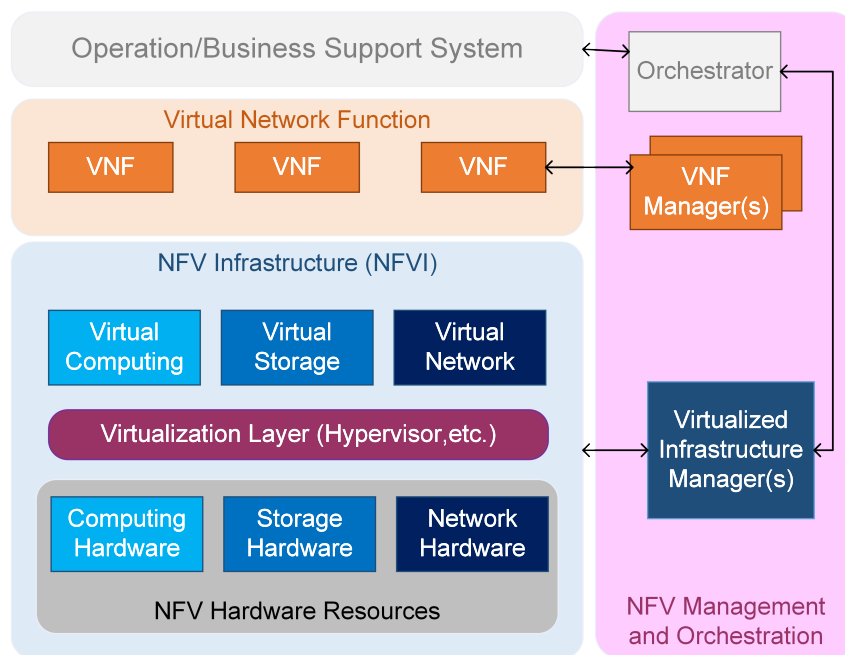 Operation/Business Support System
Orchestrator
Virtual Network Function
VNF
VNF
VNF
VNF
Manager(s)
NFV Infrastructure (NFVI)
Virtual
Computing
Virtual
Storage
Virtual
Network
Virtualization Layer (Hypervisor,etc.)
Virtualized
Infrastructure
Manager(s)
Computing
Hardware
Storage
Hardware
Network
Hardware
NFV Hardware Resources
NFV Management
and Orchestration